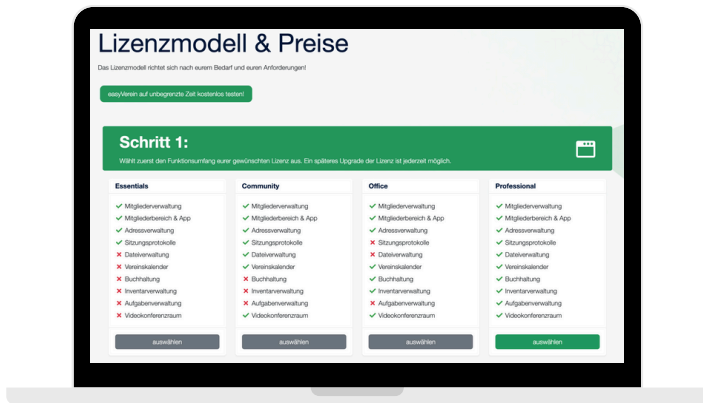 Lizenzmodell & Preise
Das Lizenzmodell richtet sich nach eurem Bedarf und euren Anforderungen!
easyVerein auf unbegrenzte Zeit kostenlos testen!
Schritt 1:
Wählt zuerst den Funktionsumfang eurer gewünschten Lizenz aus. Ein späteres Upgrade der Lizenz ist jederzeit möglich.
Essentials
Mitgliederverwaltung
Mitgliederbereich & App
Adressverwaltung
Sitzungsprotokolle
Dateiverwaltung
Vereinskalender
Buchhaltung
Inventarverwaltung
Aufgabenverwaltung
Videokonferenzraum
auswählen
Community
Mitgliederverwaltung
Mitgliederbereich & App
Adressverwaltung
Sitzungsprotokolle
Dateiverwaltung
Vereinskalender
Buchhaltung
Inventarverwaltung
Aufgabenverwaltung
Videokonferenzraum
auswählen
Office
Mitgliederverwaltung
Mitgliederbereich & App
Adressverwaltung
Sitzungsprotokolle
Dateiverwaltung
Vereinskalender
Buchhaltung
Inventarverwaltung
Aufgabenverwaltung
Videokonferenzraum
auswählen
Professional
Mitgliederverwaltung
Mitgliederbereich & App
Adressverwaltung
Sitzungsprotokolle
Dateiverwaltung
Vereinskalender
Buchhaltung
Inventarverwaltung
Aufgabenverwaltung
Videokonferenzraum
auswählen